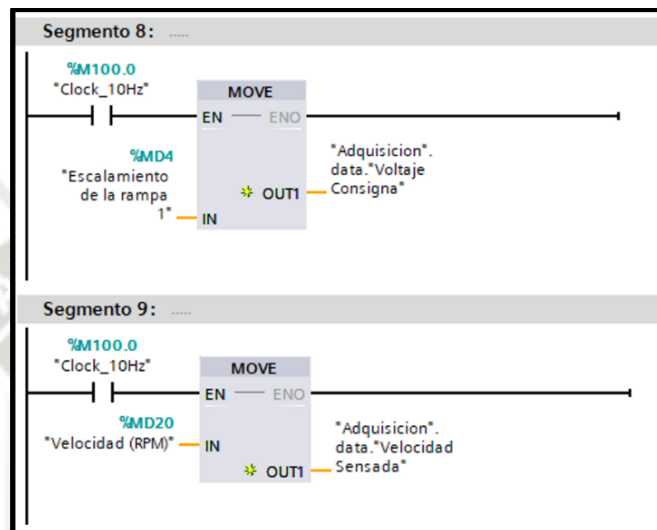 Segmento 8: .....
%M100.0
"Clock_10Hz"
MOVE
EN
ENO
%MD4
"Escalamiento
de la rampa
1"
IN
OUT1
"Adquisicion".
data."Voltaje
Consigna"
Segmento 9: .....
%M100.0
"Clock_10Hz"
MOVE
EN
ENO
%MD20
"Velocidad (RPM)"
IN
OUT1
"Adquisicion".
data."Velocidad
Sensada"